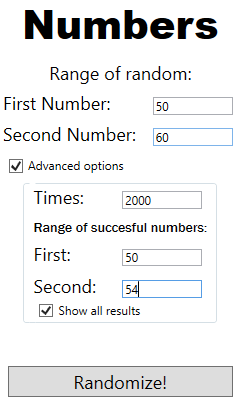 Numbers
Range of random:
First Number: 50
Second Number: 60
Advanced options
Times: 2000
Range of succesful numbers:
First: 50
Second: 54
Show all results
Randomize!